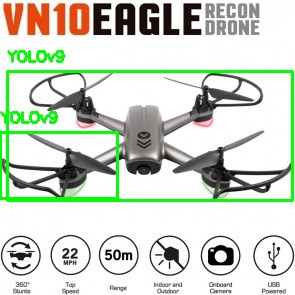 VN10EAGLE RECON
DRONE
YOLOv9
YOLOv9
22
MPH
50m
360°
Stunts
Top
Speed
Range
Indoor and
Outdoor
Onboard
Camera
USB
Powered